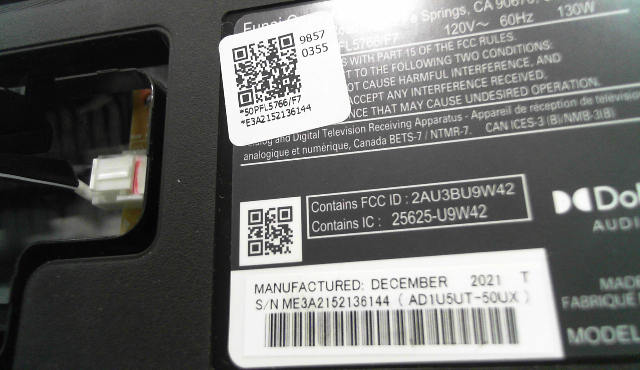 Funai
e Springs, CA
120V~ 60Hz 130W
9857
0355
*50PFL5766/F7
*E3A2152136144
PFL5766/F7
WITH PART 15 OF THE FCC RULES.
TO THE FOLLOWING TWO CONDITIONS:
OT CAUSE HARMFUL INTERFERENCE, AND
ACCEPT ANY INTERFERENCE RECEIVED,
NCE THAT MAY CAUSE UNDESIRED OPERATION.
Analog and Digital Television Receiving Apparatus - Appareil de réception de télévision
analogique et numérique, Canada BETS-7 / NTMR-7. CAN ICES-3 (B)/NMB-3(B)
Contains FCC ID : 2AU3BU9W42
Contains IC : 25625-U9W42
Dol
AUDI
MANUFACTURED: DECEMBER 2021 T
S/N ME3A2152136144 ( AD1U5UT-50UX )
MADE
FABRIQUÉ
MODEL